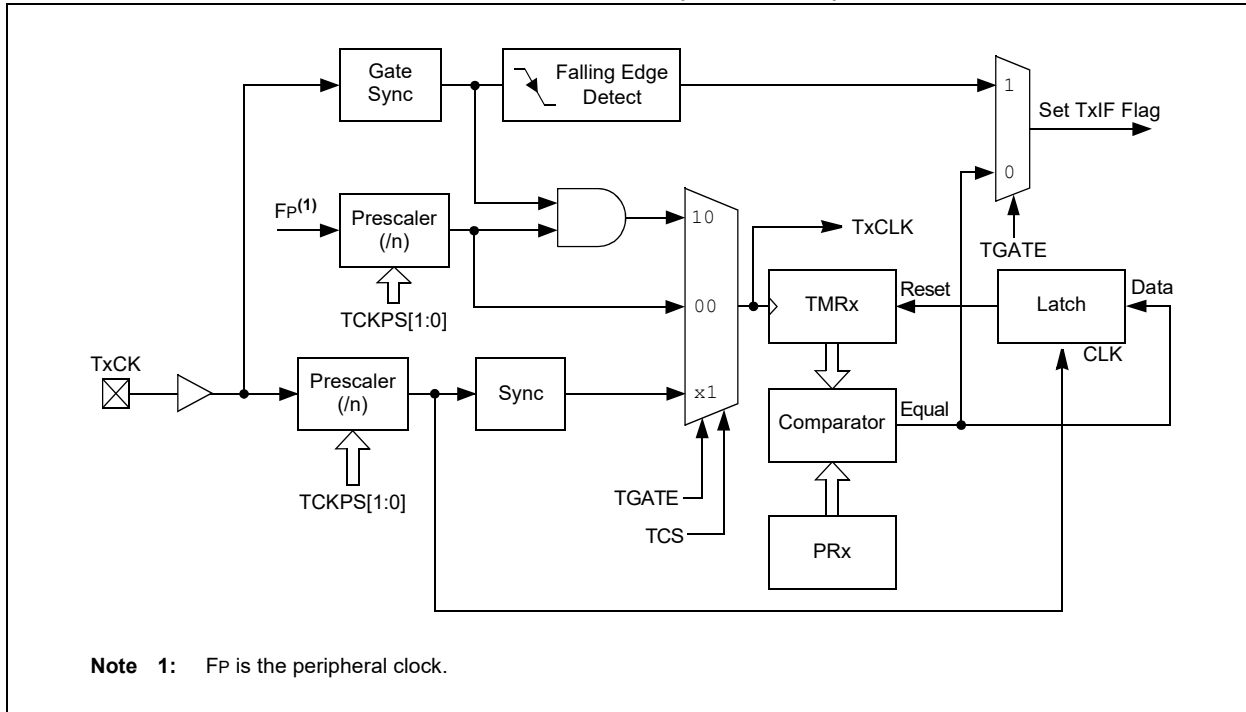 Gate
Sync
Falling Edge
Detect
1
Set TxIF Flag
0
TGATE
FP(1)
Prescaler
(/n)
TCKPS[1:0]
10
00
x1
TxCLK
TMRx
Reset
Latch
Data
CLK
TxCK
Prescaler
(/n)
TCKPS[1:0]
Sync
Comparator
Equal
TGATE
TCS
PRx
Note 1: FP is the peripheral clock.